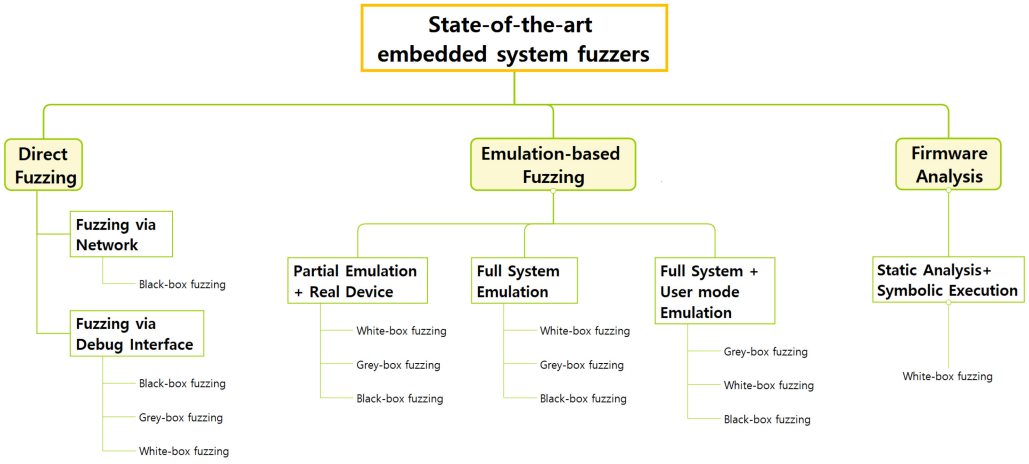 State-of-the-art
embedded system fuzzers
Direct
Fuzzing
Fuzzing via
Network
Black-box fuzzing
Fuzzing via
Debug Interface
Black-box fuzzing
Grey-box fuzzing
White-box fuzzing
Emulation-based
Fuzzing
Partial Emulation
+ Real Device
White-box fuzzing
Grey-box fuzzing
Black-box fuzzing
Full System
Emulation
White-box fuzzing
Grey-box fuzzing
Black-box fuzzing
Full System +
User mode
Emulation
Grey-box fuzzing
White-box fuzzing
Black-box fuzzing
Firmware
Analysis
Static Analysis+
Symbolic Execution
White-box fuzzing